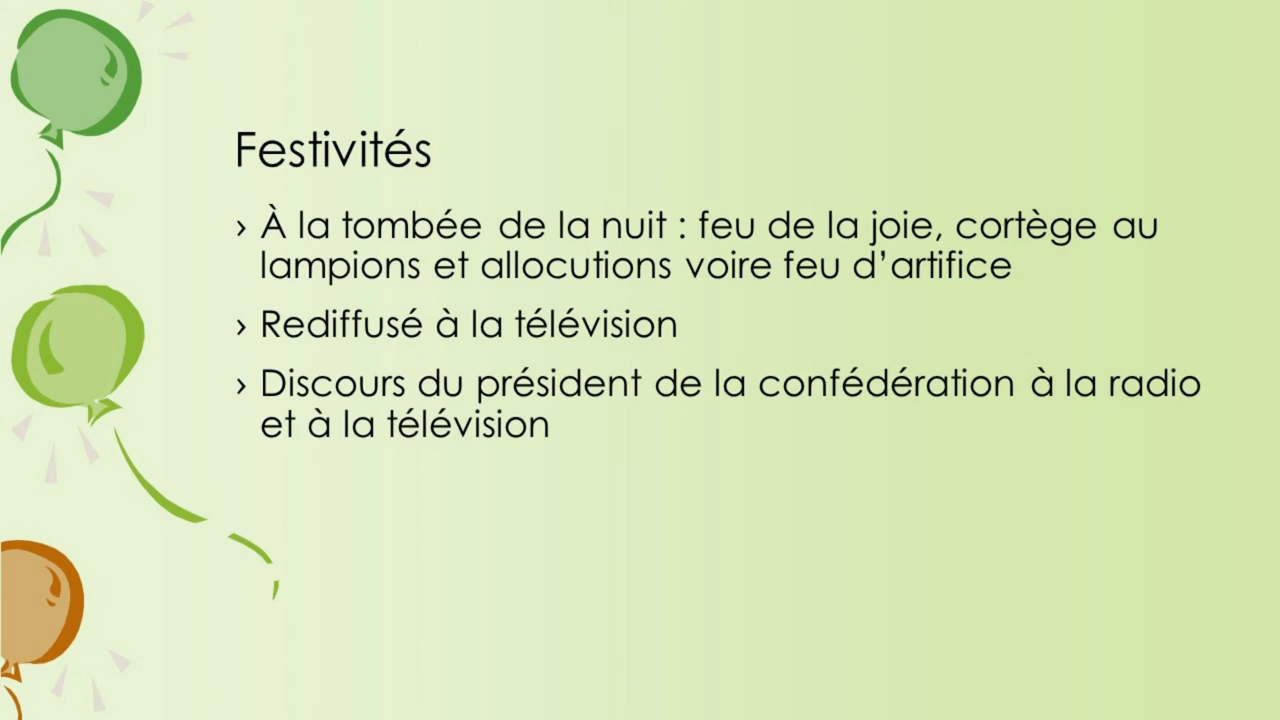 Festivités
› À la tombée de la nuit : feu de la joie, cortège au
lampions et allocutions voire feu d’artifice
› Rediffusé à la télévision
› Discours du président de la confédération à la radio
et à la télévision